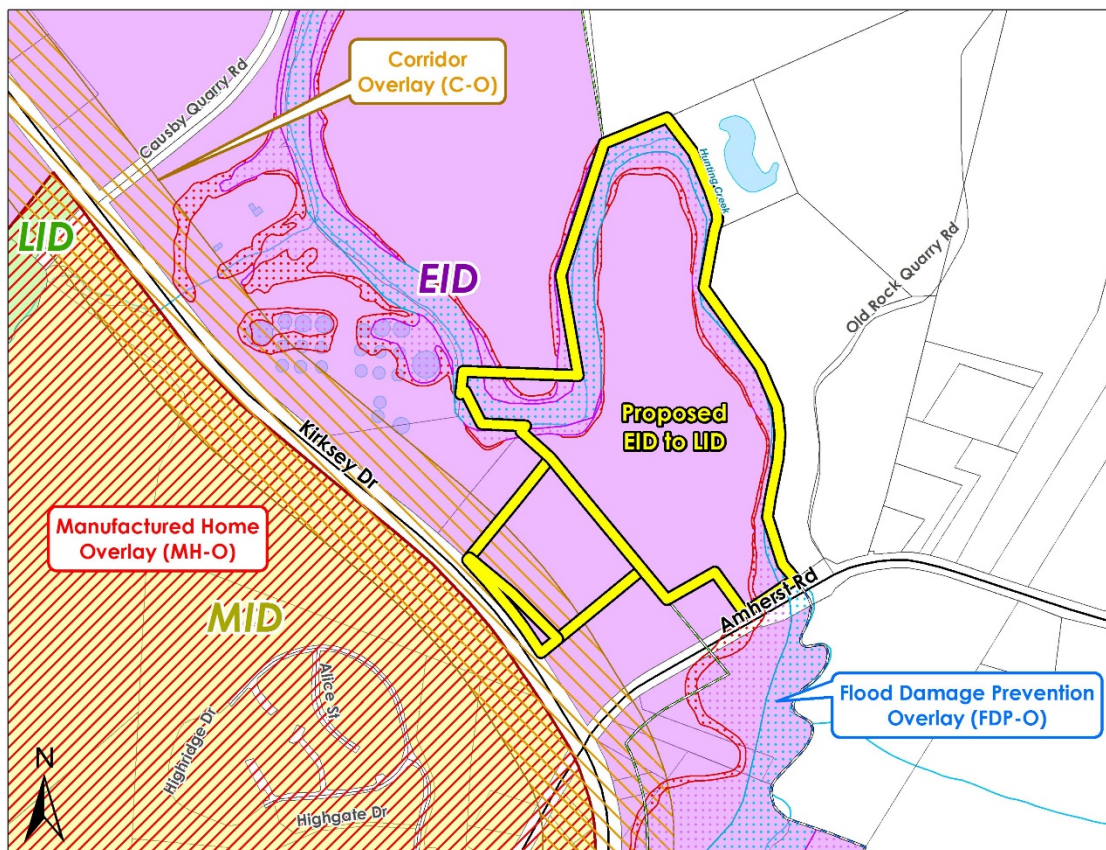 Corridor
Overlay (C-O)
Causby Quarry Rd
Hunting Creek
LID
EID
Old Rock Quarry Rd
Proposed
EID to LID
Kirksey Dr
Manufactured Home
Overlay (MH-O)
MID
Amherst Rd
Alice St
Highridge Dr
Flood Damage Prevention
Overlay (FDP-O)
N
Highgate Dr